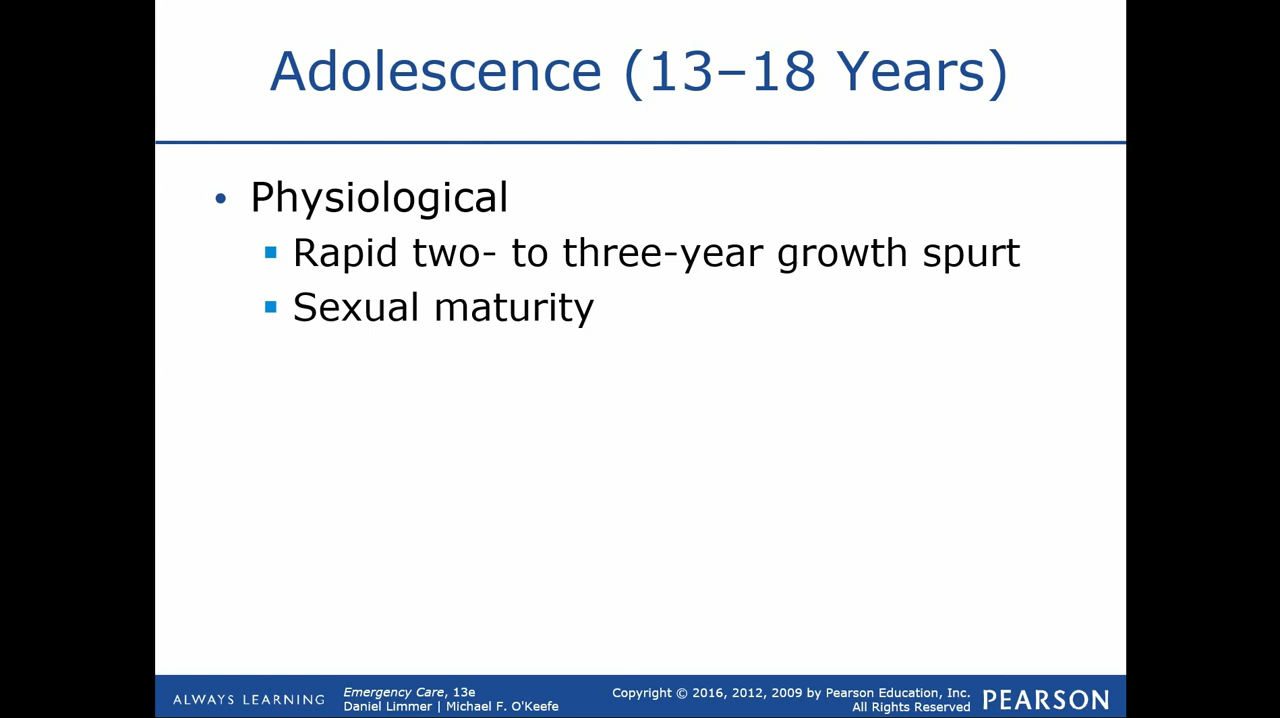 Adolescence (13–18 Years)
• Physiological
▪ Rapid two- to three-year growth spurt
▪ Sexual maturity
ALWAYS LEARNING
Emergency Care, 13e
Daniel Limmer | Michael F. O'Keefe
Copyright © 2016, 2012, 2009 by Pearson Education, Inc.
All Rights Reserved
PEARSON